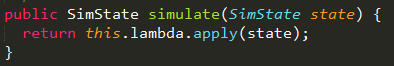 public SimState simulate(SimState state) {
  return this.lambda.apply(state);
}